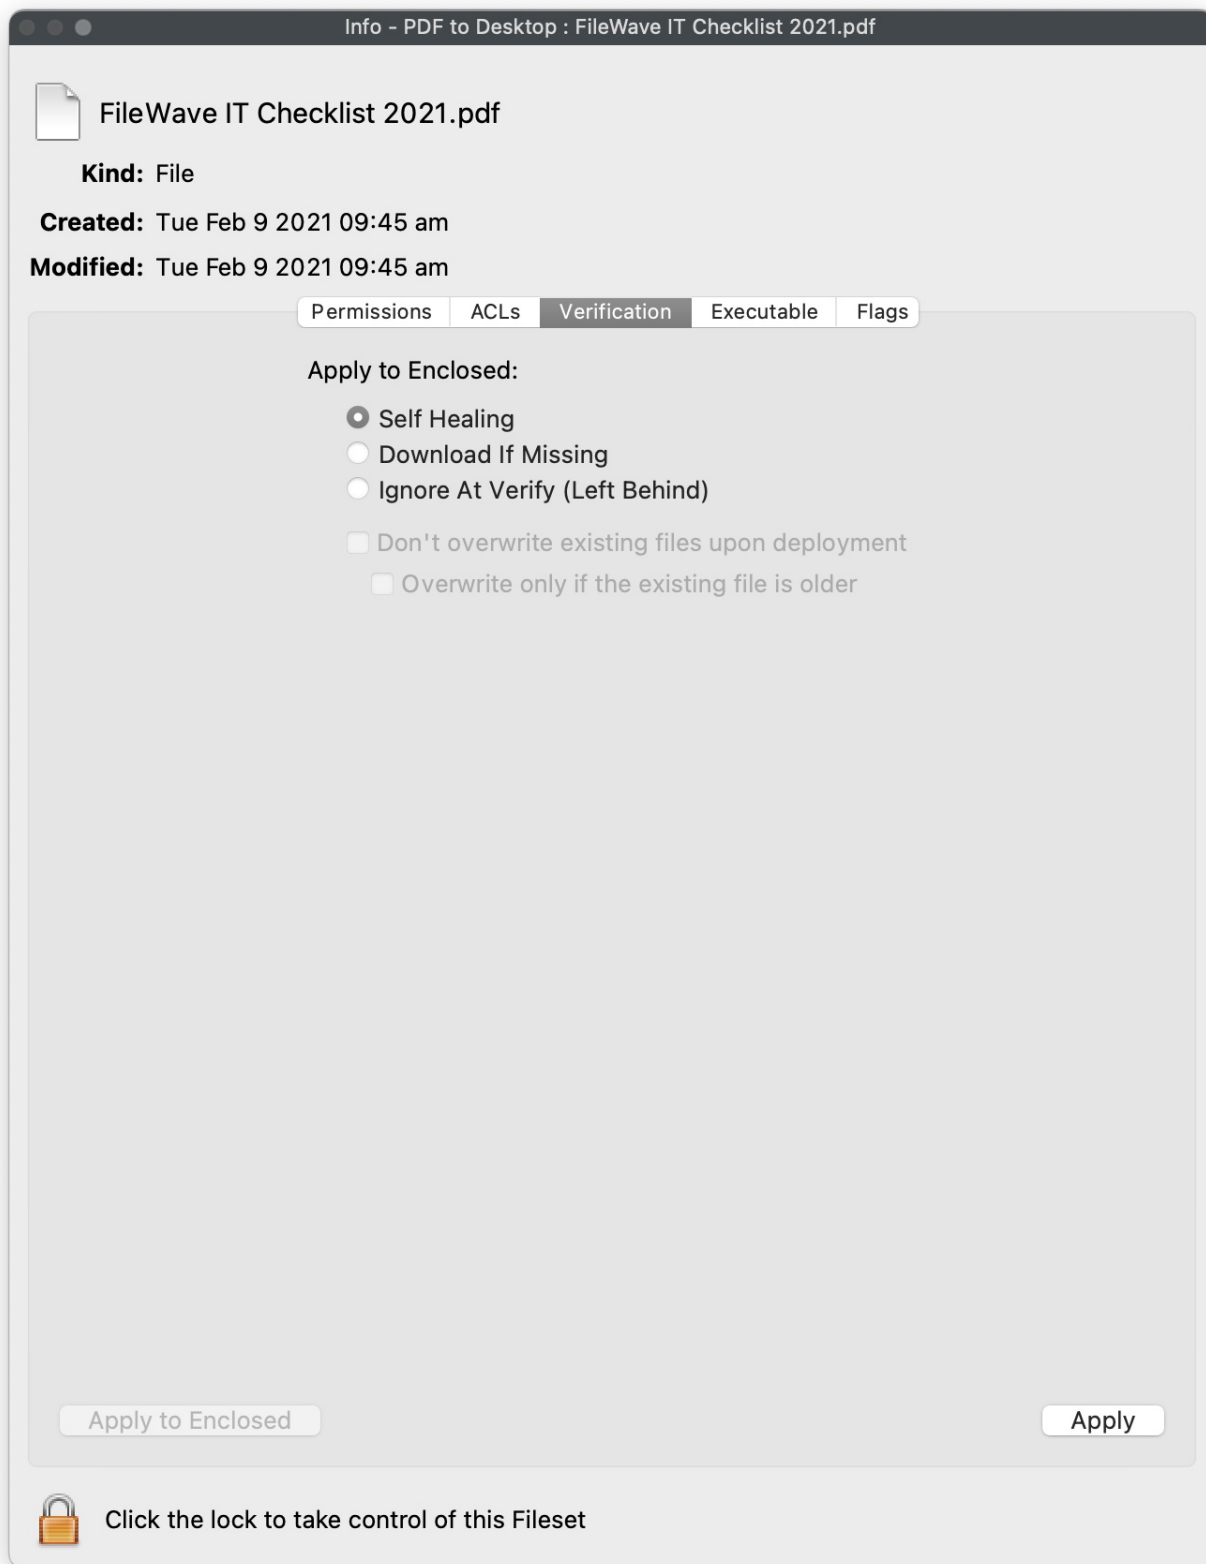 Info - PDF to Desktop : FileWave IT Checklist 2021.pdf
FileWave IT Checklist 2021.pdf
Kind: File
Created: Tue Feb 9 2021 09:45 am
Modified: Tue Feb 9 2021 09:45 am
Permissions ACLs Verification Executable Flags
Apply to Enclosed:
Self Healing
Download If Missing
Ignore At Verify (Left Behind)
Don't overwrite existing files upon deployment
Overwrite only if the existing file is older
Apply to Enclosed Apply
Click the lock to take control of this Fileset